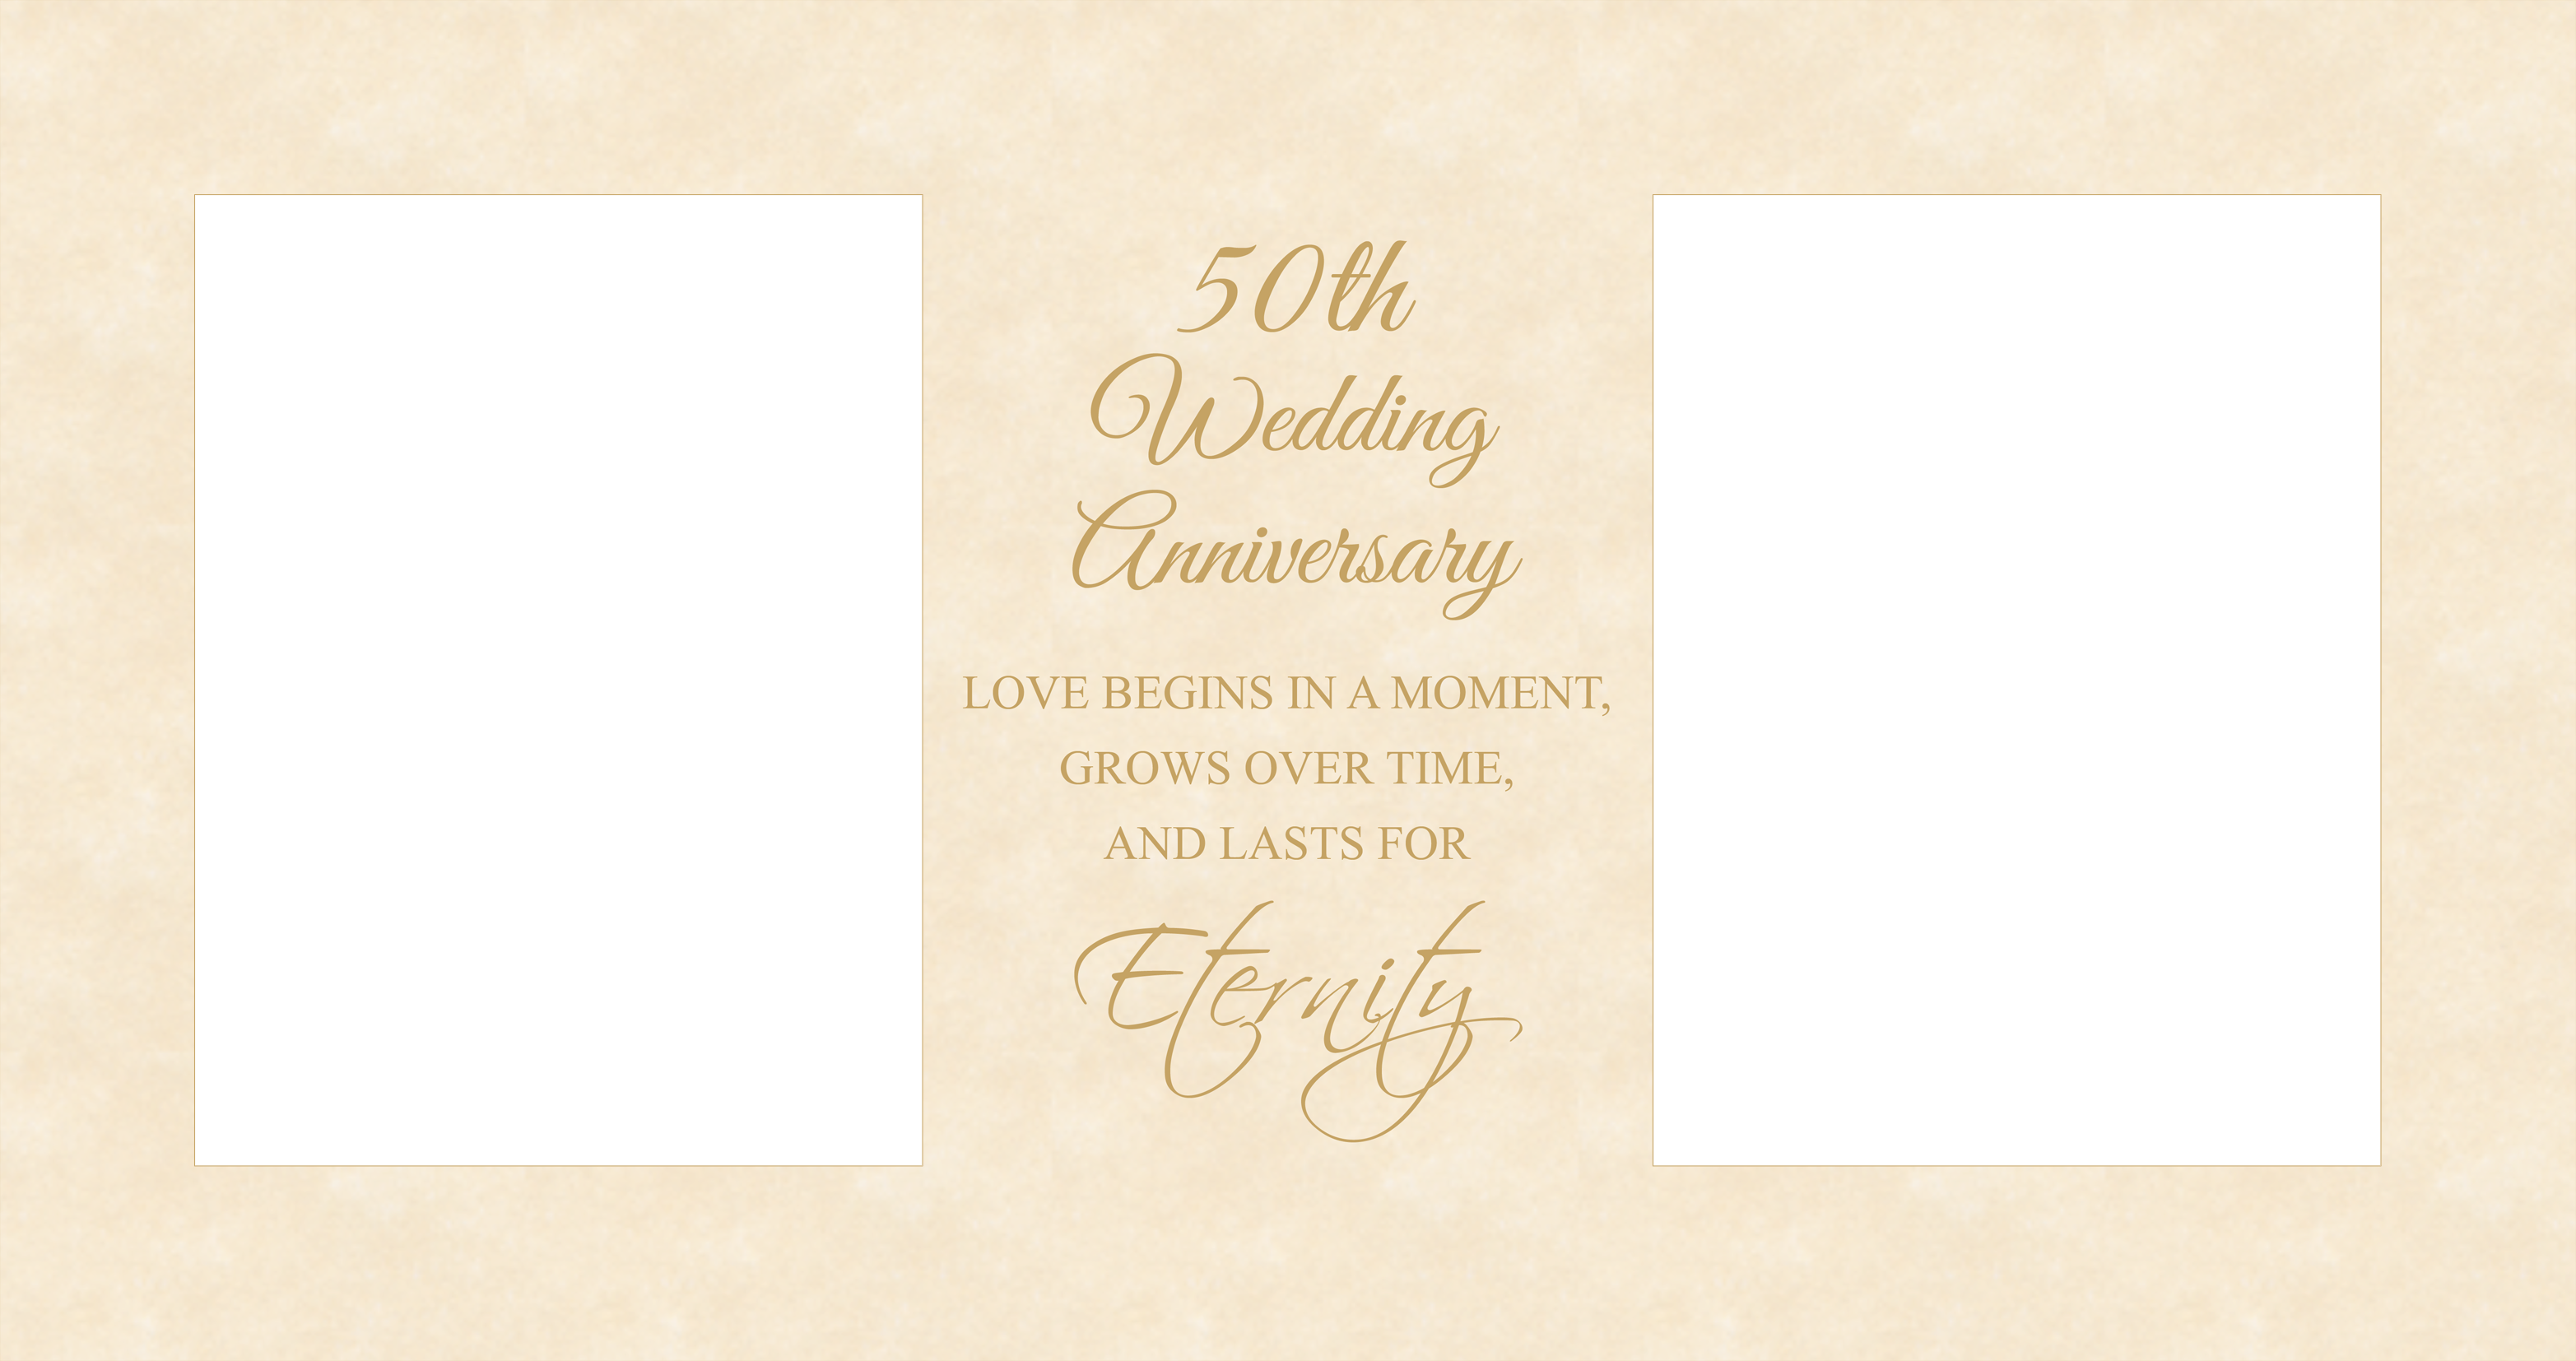 50th
Wedding
Anniversary
LOVE BEGINS IN A MOMENT,
GROWS OVER TIME,
AND LASTS FOR
Eternity